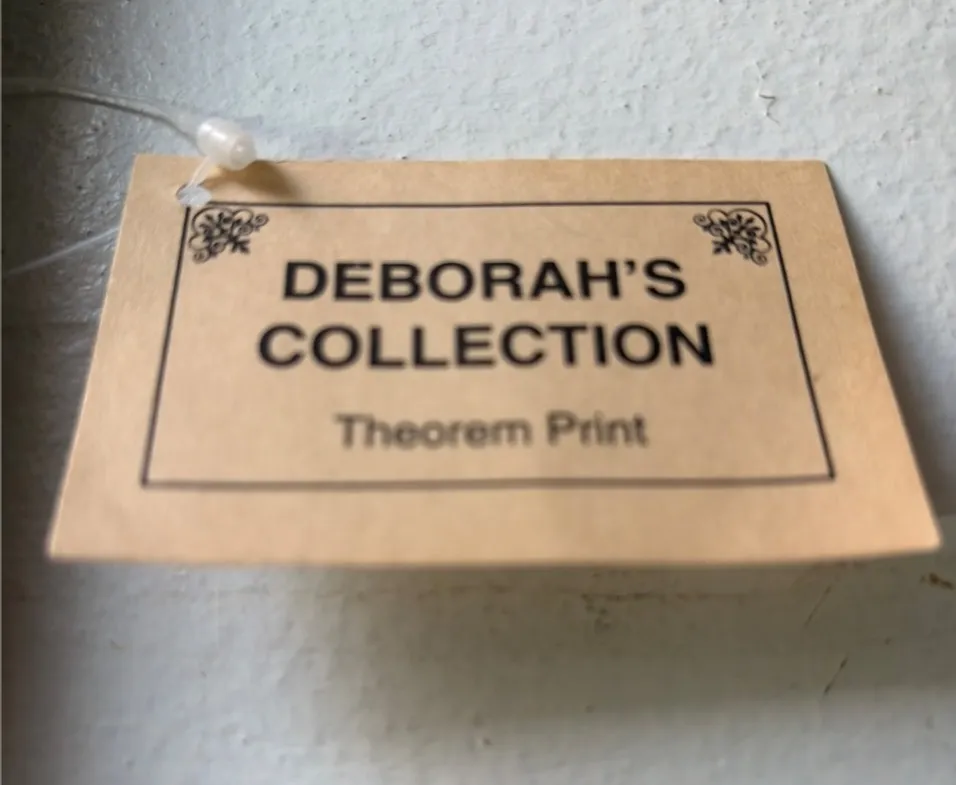 DEBORAH'S
COLLECTION
Theorem Print